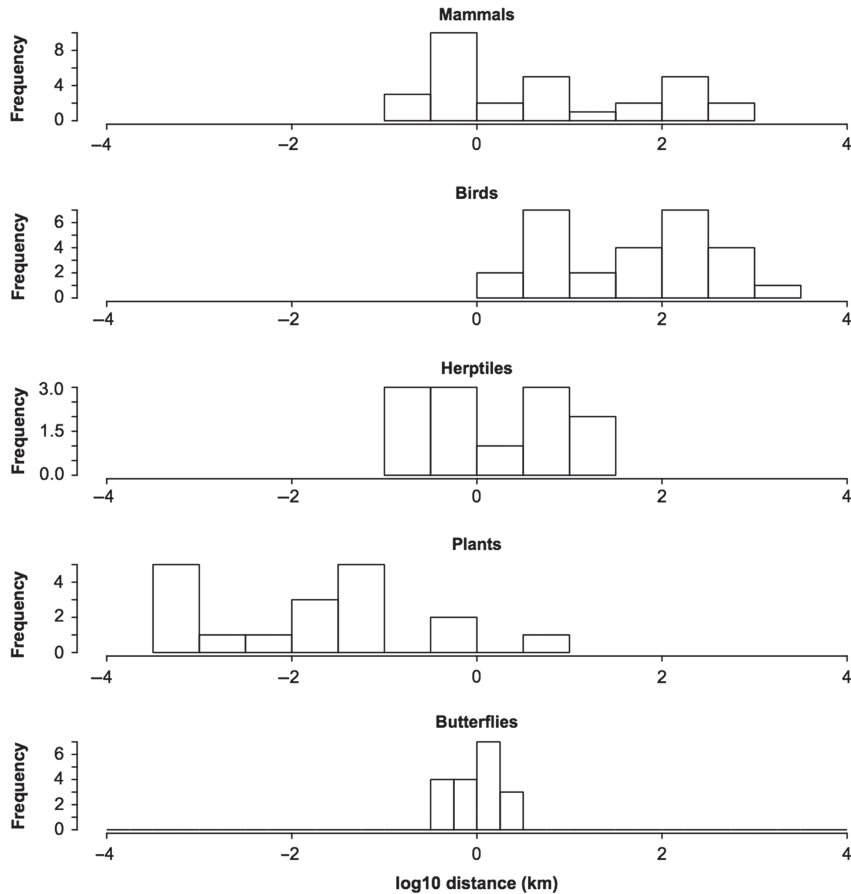 Mammals
Frequency
8
4
0
–4 –2 0 2 4
Birds
Frequency
6
4
2
0
–4 –2 0 2 4
Herptiles
Frequency
3.0
1.5
0.0
–4 –2 0 2 4
Plants
Frequency
4
2
0
–4 –2 0 2 4
Butterflies
Frequency
6
4
2
0
–4 –2 0 2 4
log10 distance (km)